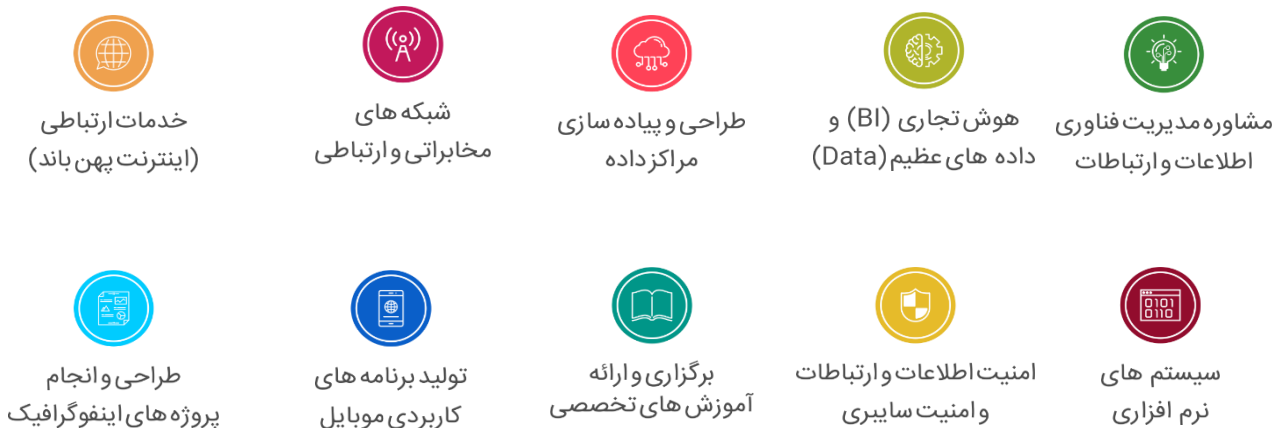 مشاوره مدیریت فناوری
اطلاعات و ارتباطات
هوش تجاری (BI) و
داده های عظیم (Data)
طراحی و پیاده سازی
مراکز داده
شبکه های
مخابراتی و ارتباطی
خدمات ارتباطی
(اینترنت پهن باند)
0101
0110
سیستم های
نرم افزاری
امنیت اطلاعات و ارتباطات
و امنیت سایبری
برگزاری و ارائه
آموزش های تخصصی
تولید برنامه های
کاربردی موبایل
طراحی و انجام
پروژه های اینفوگرافیک